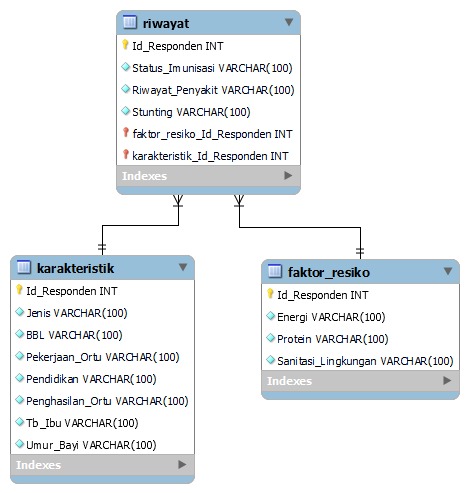 riwayat
Id_Responden INT
Status_Imunisasi VARCHAR(100)
Riwayat_Penyakit VARCHAR(100)
Stunting VARCHAR(100)
faktor_resiko_Id_Responden INT
karakteristik_Id_Responden INT
Indexes
karakteristik
Id_Responden INT
Jenis VARCHAR(100)
BBL VARCHAR(100)
Pekerjaan_Ortu VARCHAR(100)
Pendidikan VARCHAR(100)
Penghasilan_Ortu VARCHAR(100)
Tb_Ibu VARCHAR(100)
Umur_Bayi VARCHAR(100)
Indexes
faktor_resiko
Id_Responden INT
Energi VARCHAR(100)
Protein VARCHAR(100)
Sanitasi_Lingkungan VARCHAR(100)
Indexes